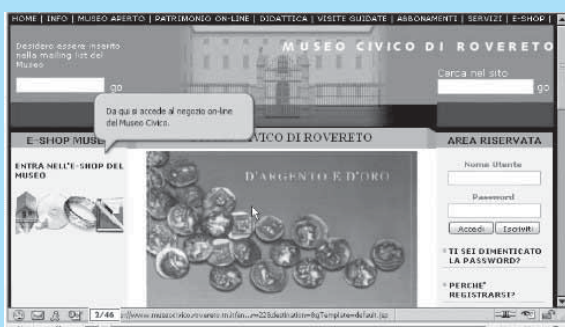 HOME | INFO | MUSEO APERTO | PATRIMONIO ON-LINE | DIDATTICA | VISITE GUIDATE | ABBONAMENTI | SERVIZI | E-SHOP |
MUSEO CIVICO DI ROVERETO
Desidero essere inserito
nella mailing list del
Museo
go
Cerca nel sito
go
Da qui si accede al negozio on-line
del Museo Civico.
E-SHOP
CIVICO DI ROVERETO
AREA RISERVATA
ENTRA NELL'E-SHOP DEL
MUSEO
D'ARGENTO E D'ORO
Nome Utente
Password
Accedi
Iscriviti
TI SEI DIMENTICATO
LA PASSWORD?
PERCHE'
REGISTRARSI?
2/46